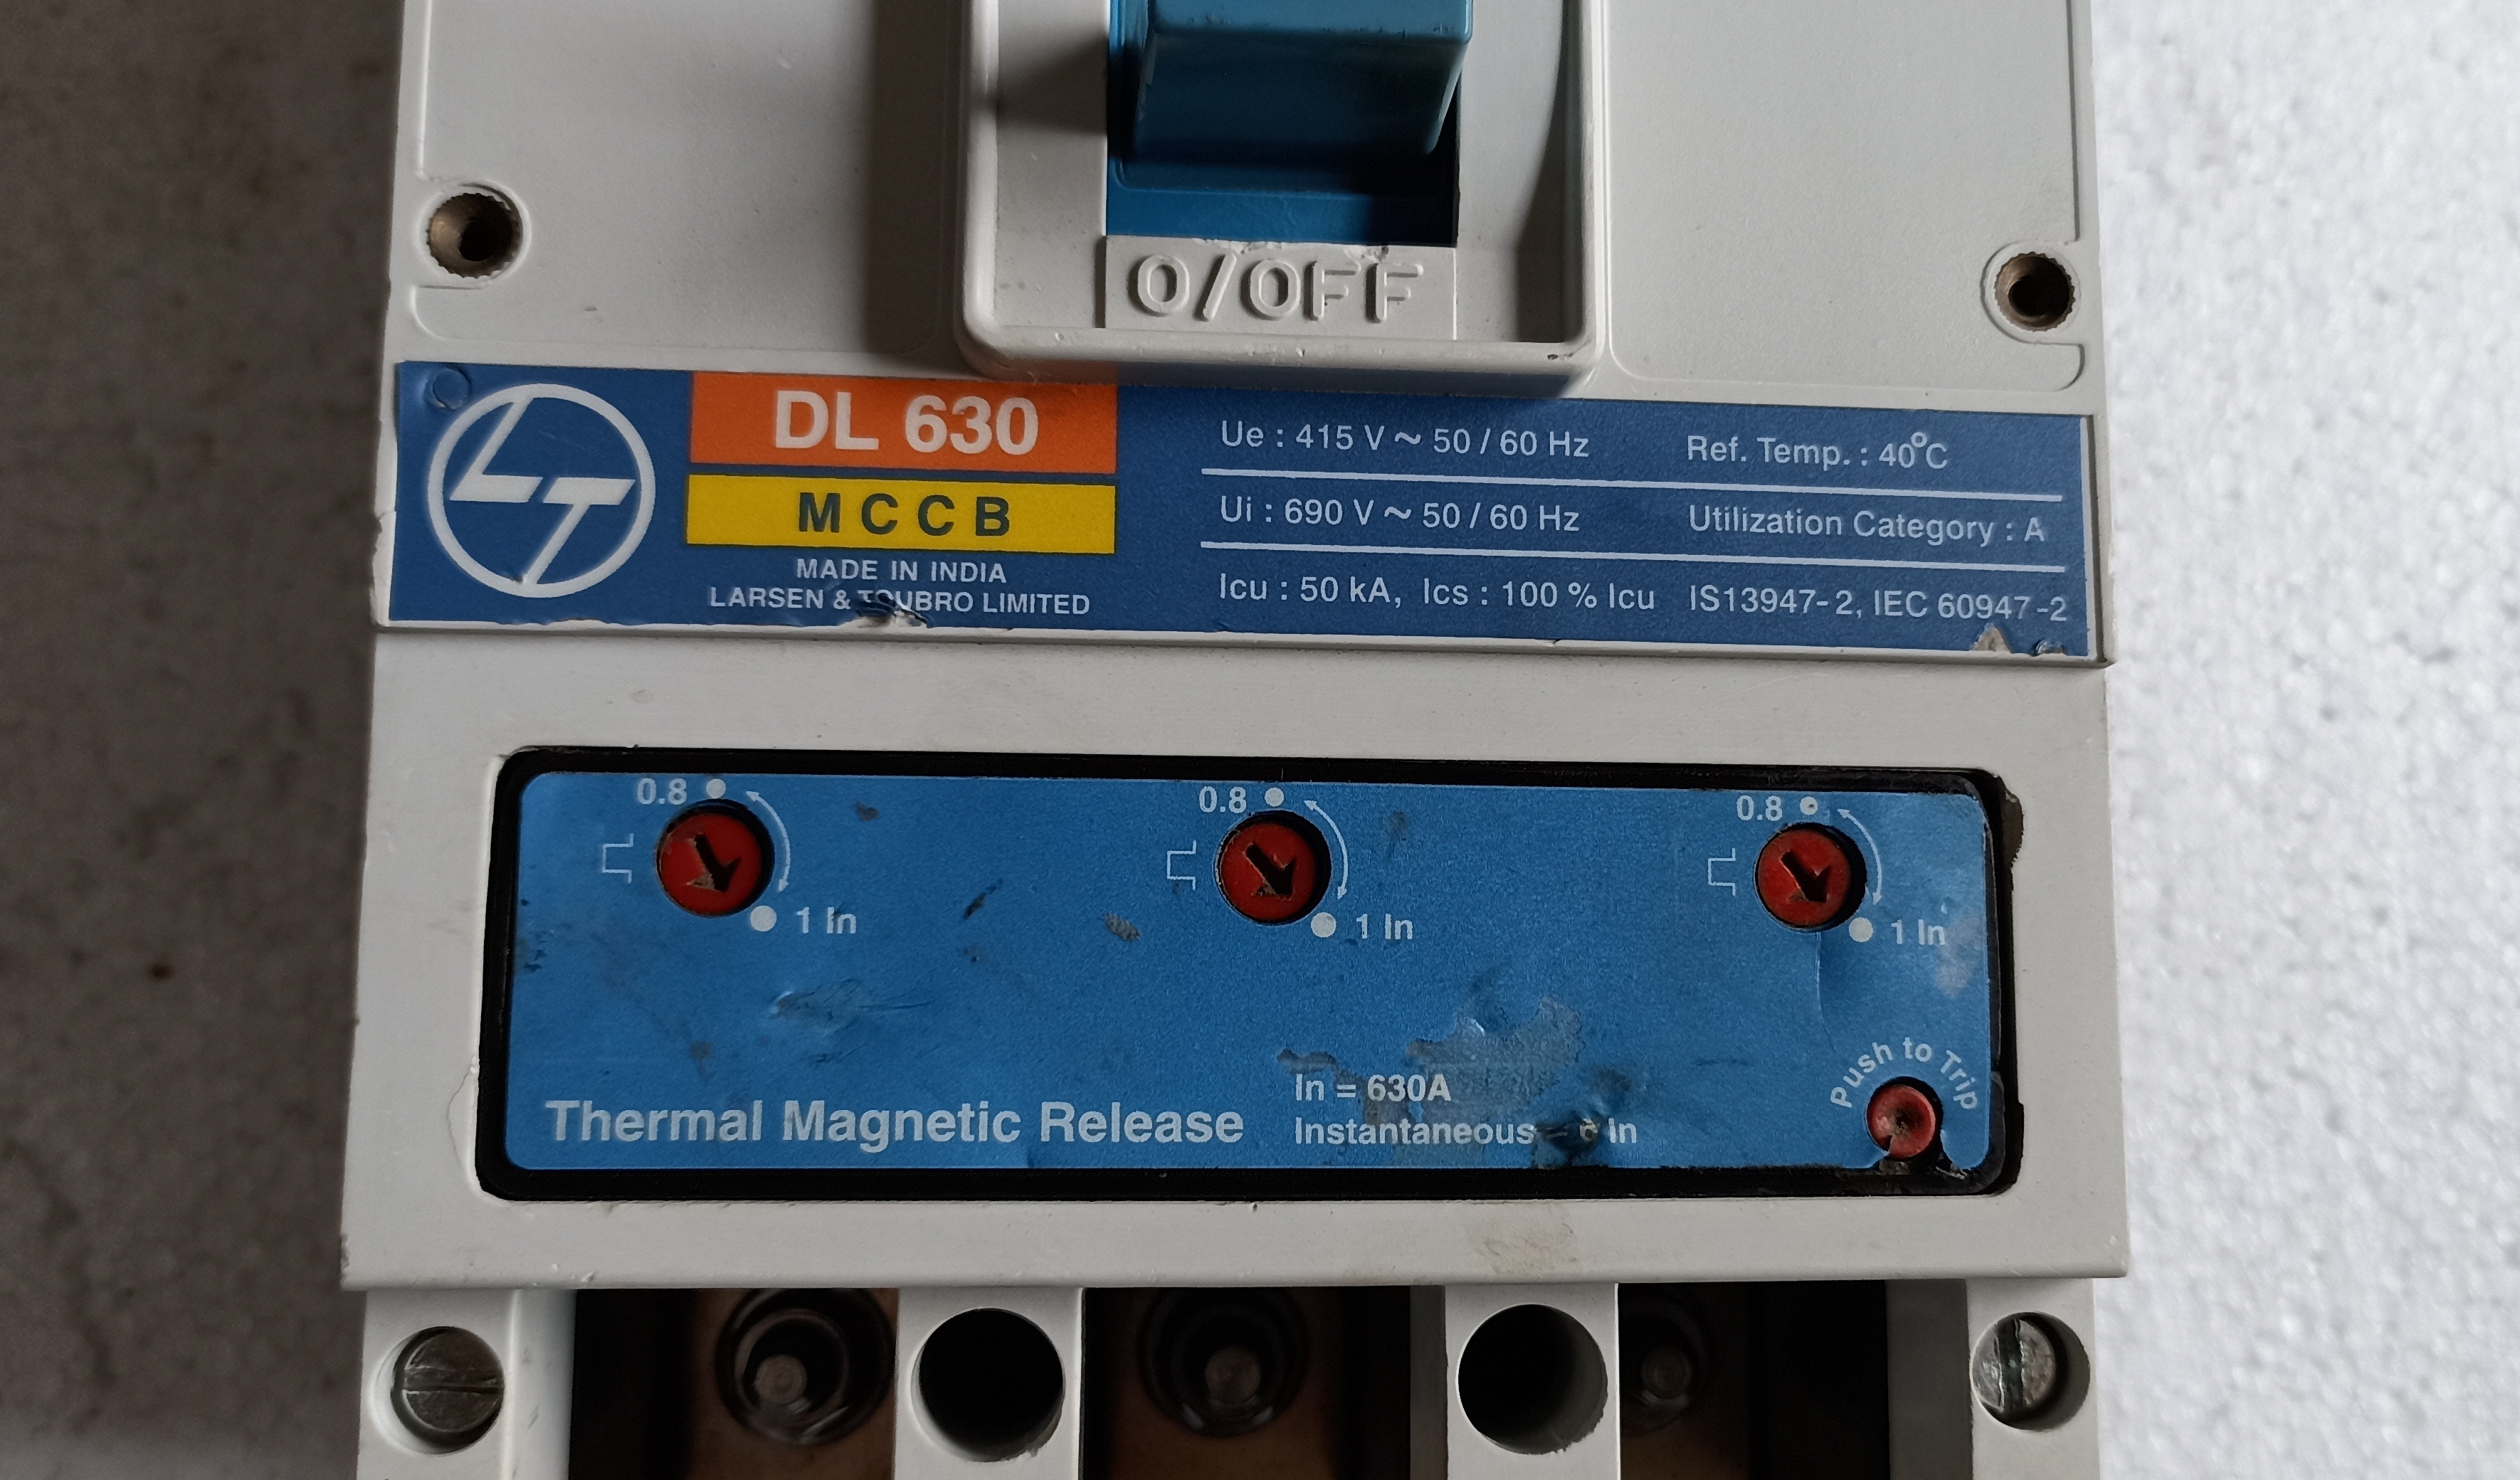 O/OFF
LT
DL 630
MCCB
MADE IN INDIA
LARSEN & TOUBRO LIMITED
Ue : 415 V ~ 50 / 60 Hz
Ref. Temp. : 40°C
Ui : 690 V ~ 50 / 60 Hz
Utilization Category : A
Icu : 50 kA, Ics : 100 % Icu
IS13947-2, IEC 60947-2
0.8
1 In
0.8
1 In
0.8
1 In
Push to Trip
Thermal Magnetic Release
In = 630A
Instantaneous In